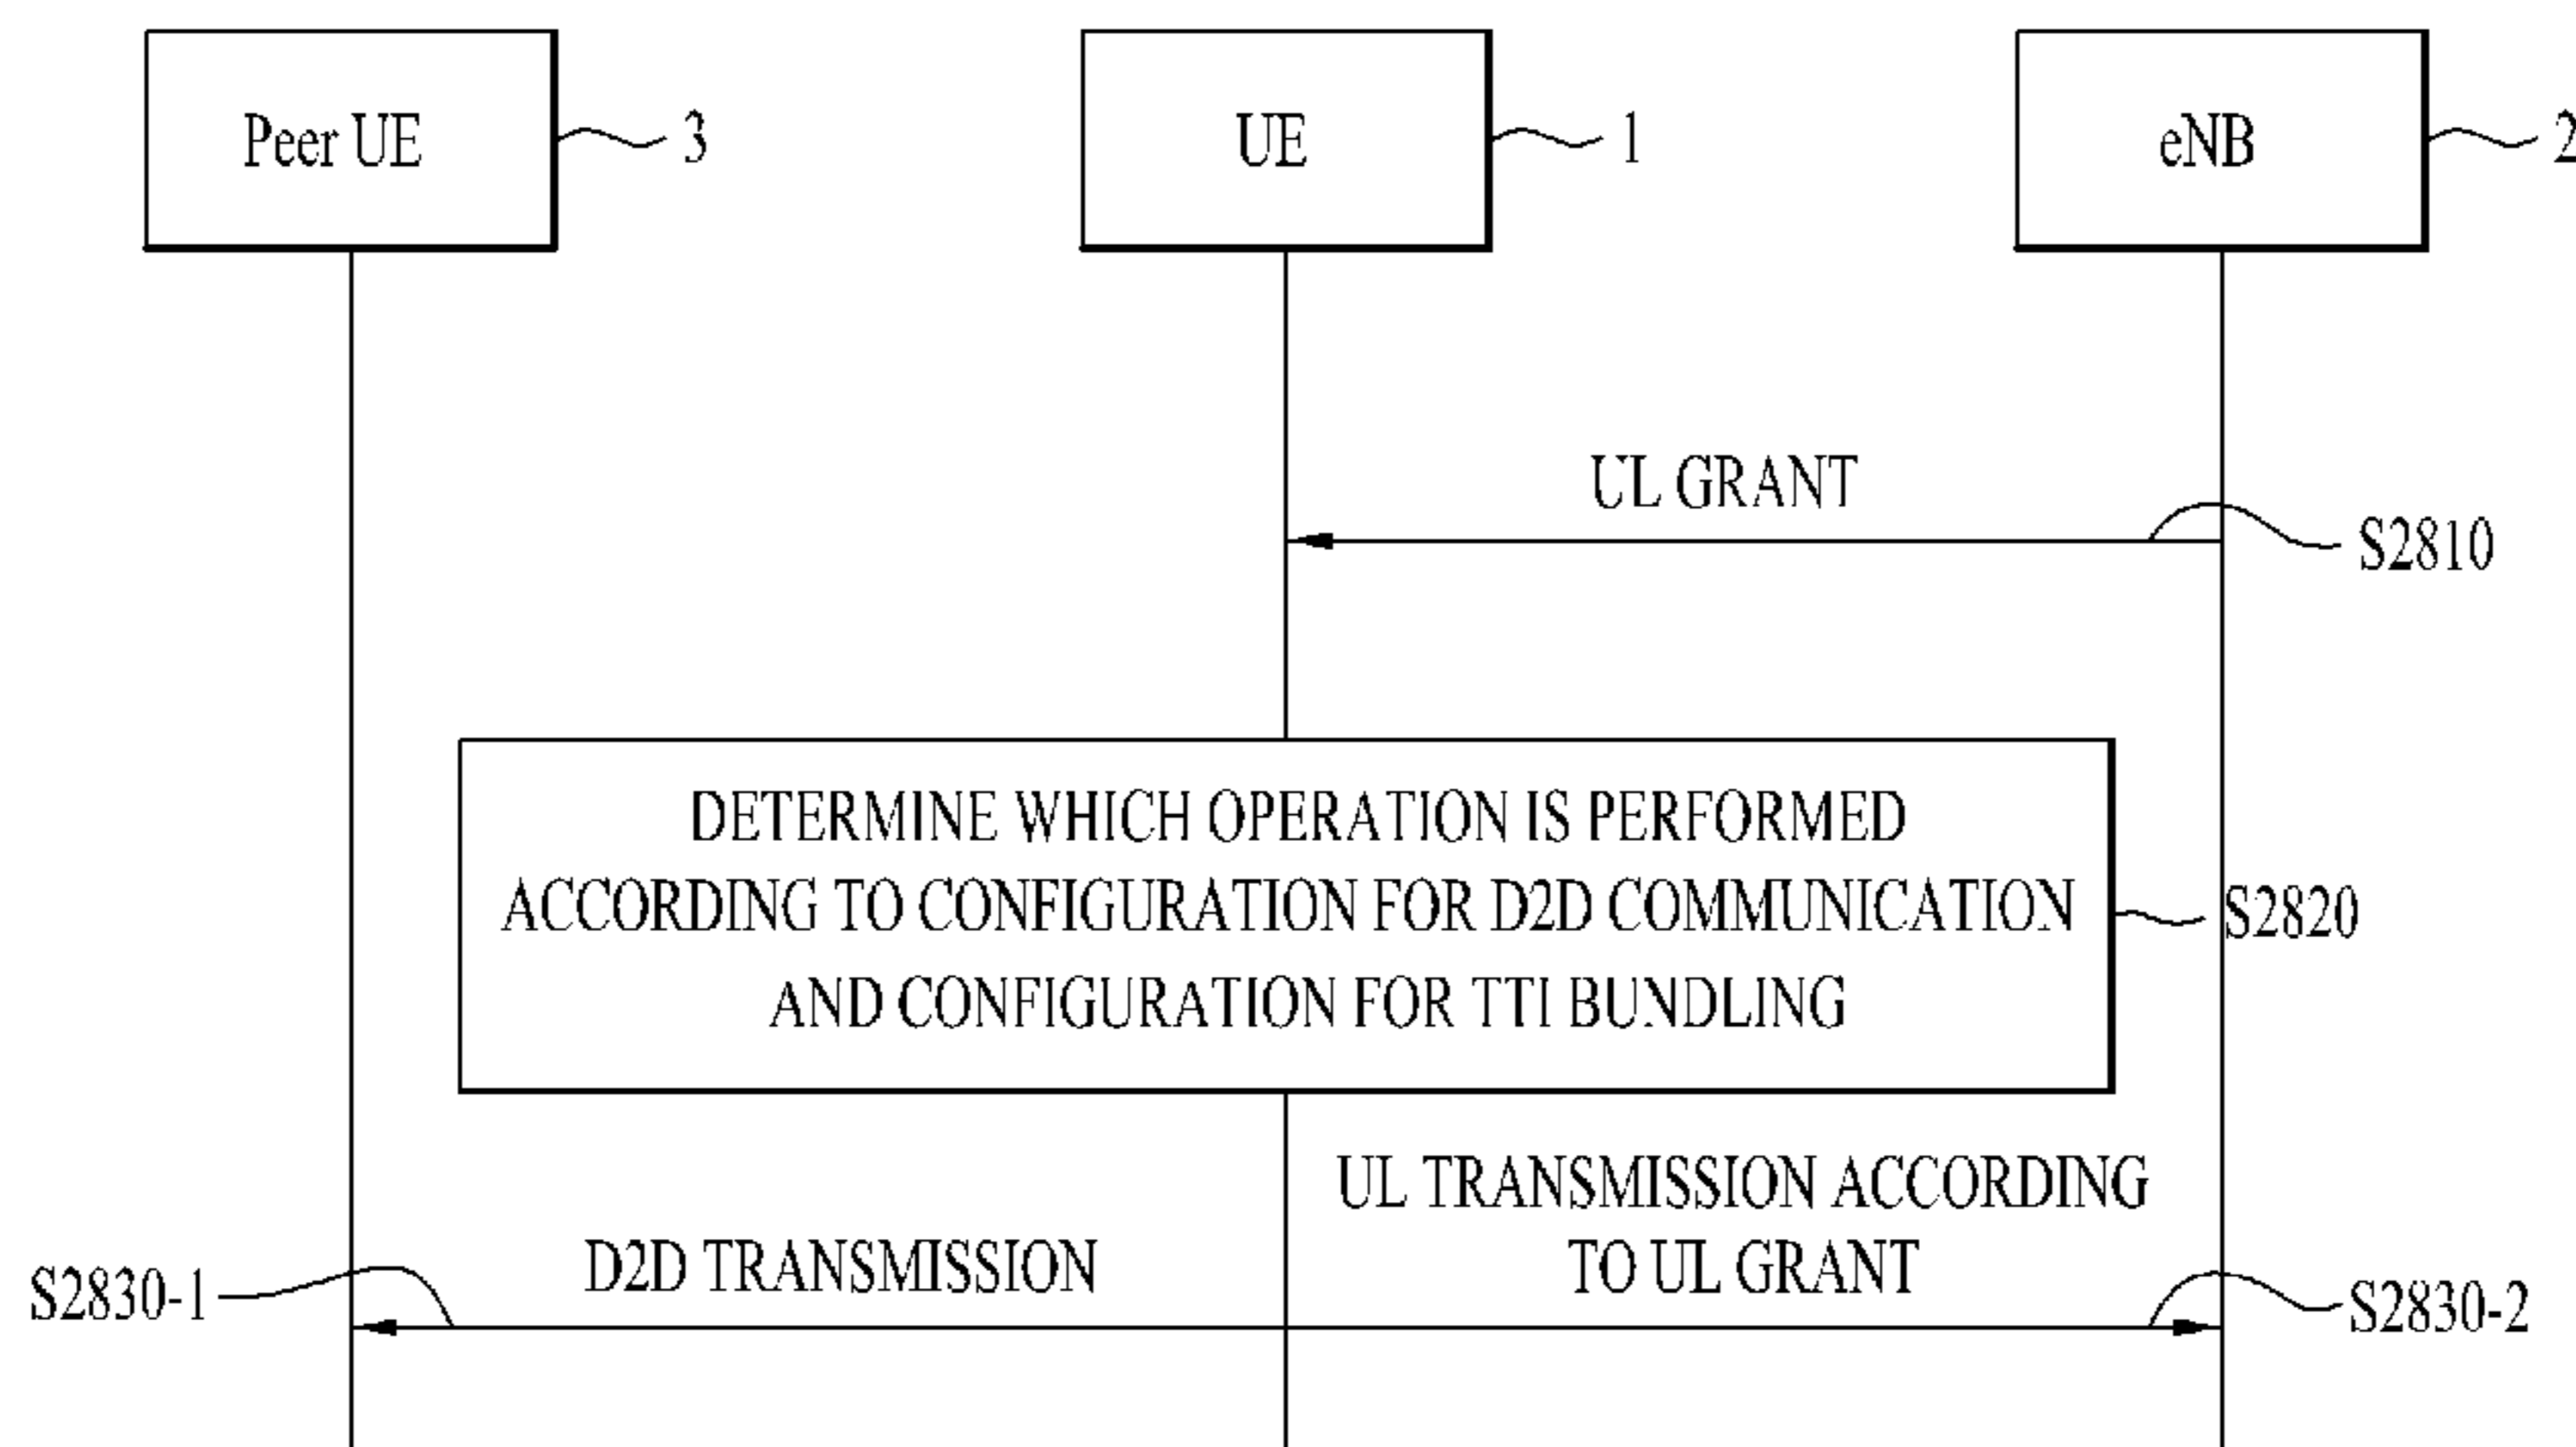 Peer UE
3
UE
1
eNB
2
UL GRANT
S2810
DETERMINE WHICH OPERATION IS PERFORMED
ACCORDING TO CONFIGURATION FOR D2D COMMUNICATION
AND CONFIGURATION FOR TTI BUNDLING
S2820
UL TRANSMISSION ACCORDING
TO UL GRANT
D2D TRANSMISSION
S2830-1
S2830-2